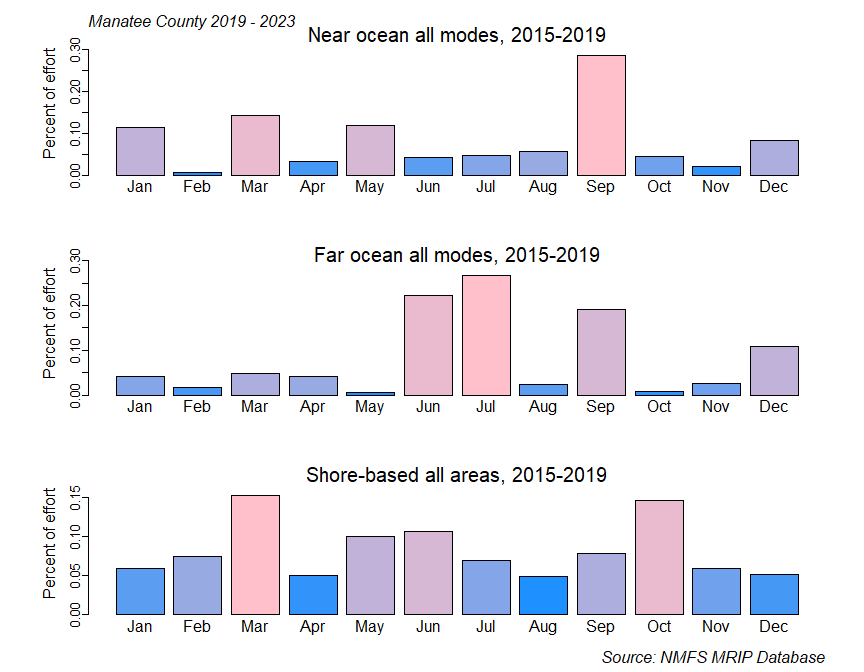 Manatee County 2019 - 2023
Near ocean all modes, 2015-2019
Percent of effort
0.30
0.10
0.00
Jan Feb Mar Apr May Jun Jul Aug Sep Oct Nov Dec
Far ocean all modes, 2015-2019
Percent of effort
0.30
0.20
0.10
0.00
Jan Feb Mar Apr May Jun Jul Aug Sep Oct Nov Dec
Shore-based all areas, 2015-2019
Percent of effort
0.15
0.10
0.05
0.00
Jan Feb Mar Apr May Jun Jul Aug Sep Oct Nov Dec
Source: NMFS MRIP Database